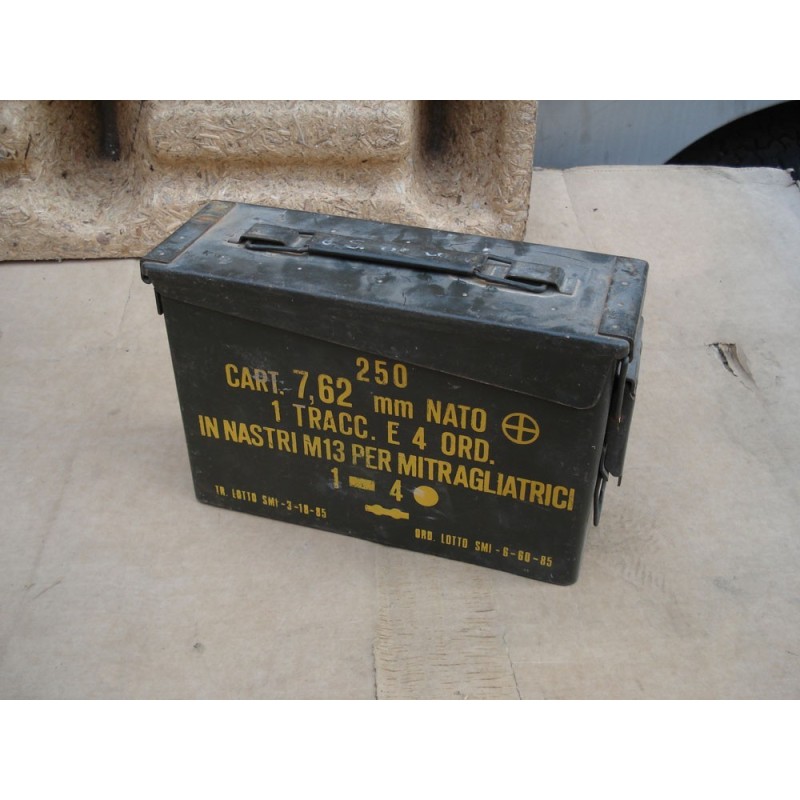 250
CART. 7,62 mm NATO
1 TRACC. E 4 ORD.
IN NASTRI M13 PER MITRAGLIATRICI
1 4
TR. LOTTO SMI-3-18-85
ORD. LOTTO SMI-6-60-85